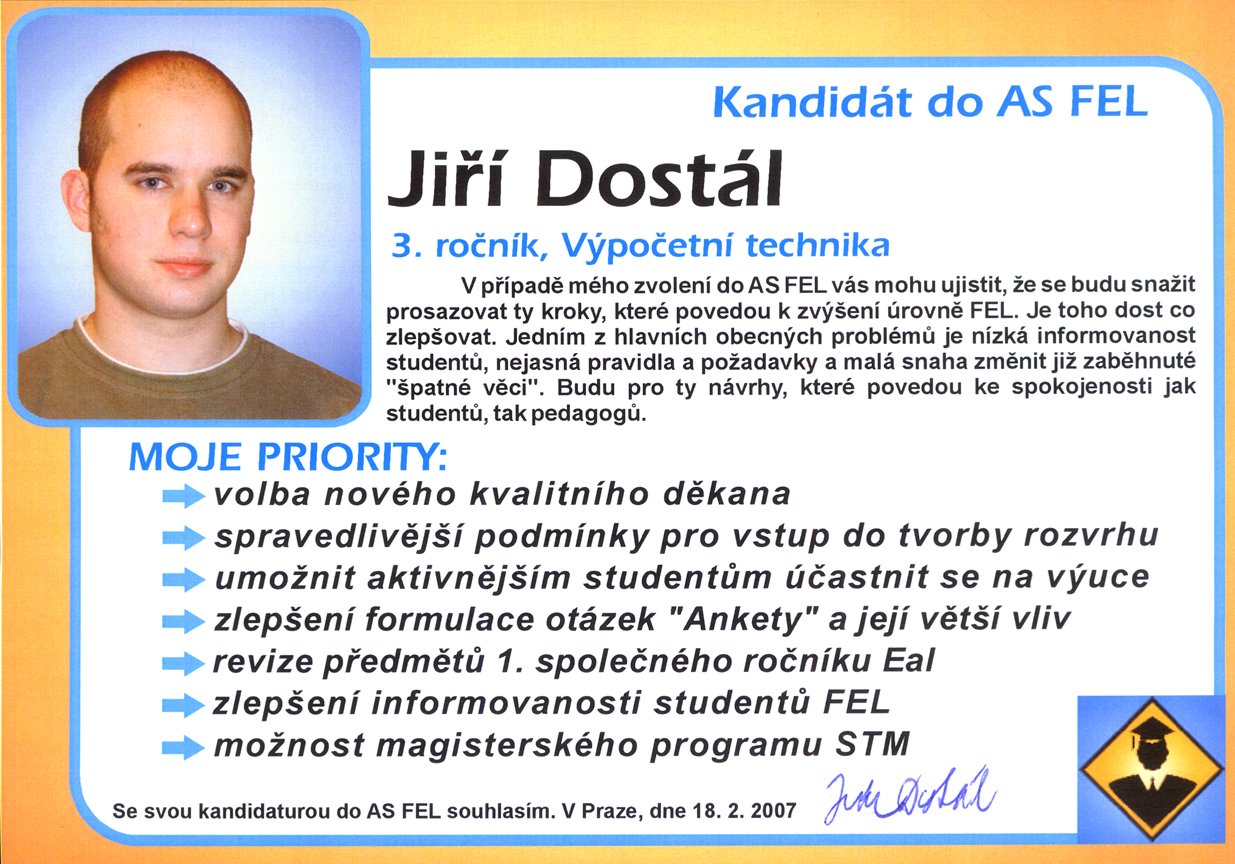 Kandidát do AS FEL
Jiří Dostál
3. ročník, Výpočetní technika
V případě mého zvolení do AS FEL vás mohu ujistit, že se budu snažit
prosazovat ty kroky, které povedou k zvýšení úrovně FEL. Je toho dost co
zlepšovat. Jedním z hlavních obecných problémů je nízká informovanost
studentů, nejasná pravidla a požadavky a malá snaha změnit již zaběhnuté
"špatné věci". Budu pro ty návrhy, které povedou ke spokojenosti jak
studentů, tak pedagogů.
MOJE PRIORITY:
volba nového kvalitního děkana
spravedlivější podmínky pro vstup do tvorby rozvrhu
umožnit aktivnějším studentům účastnit se na výuce
zlepšení formulace otázek "Ankety" a její větší vliv
revize předmětů 1. společného ročníku EaI
zlepšení informovanosti studentů FEL
možnost magisterského programu STM
Se svou kandidaturou do AS FEL souhlasím. V Praze, dne 18. 2. 2007
Jiří Dostál